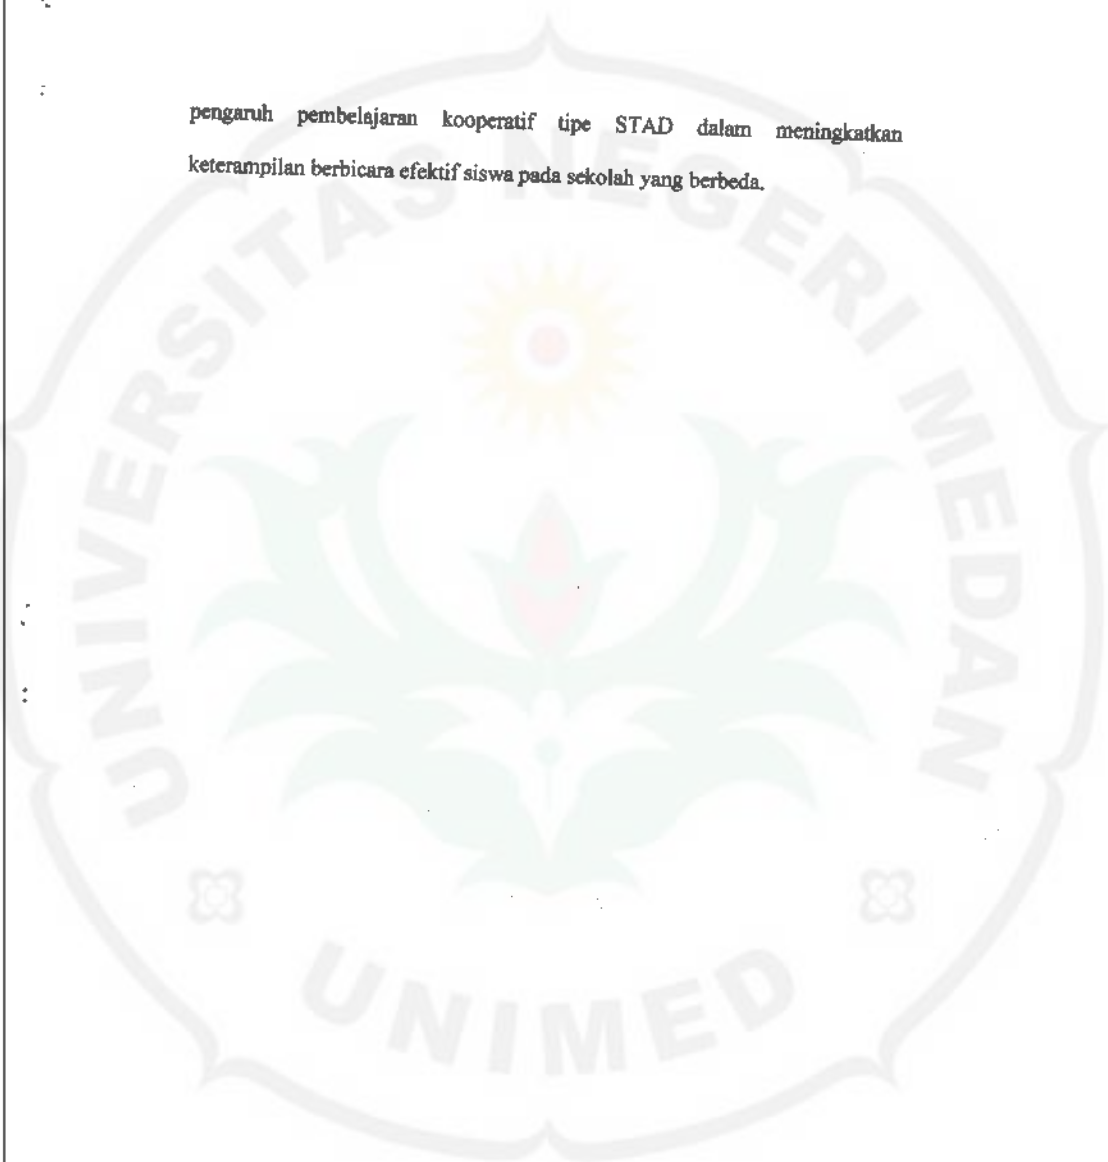 pengaruh pembelajaran kooperatif tipe STAD dalam meningkatkan
keterampilan berbicara efektif siswa pada sekolah yang berbeda.
UNIVERSITAS NEGERI MEDAN
UNIMED